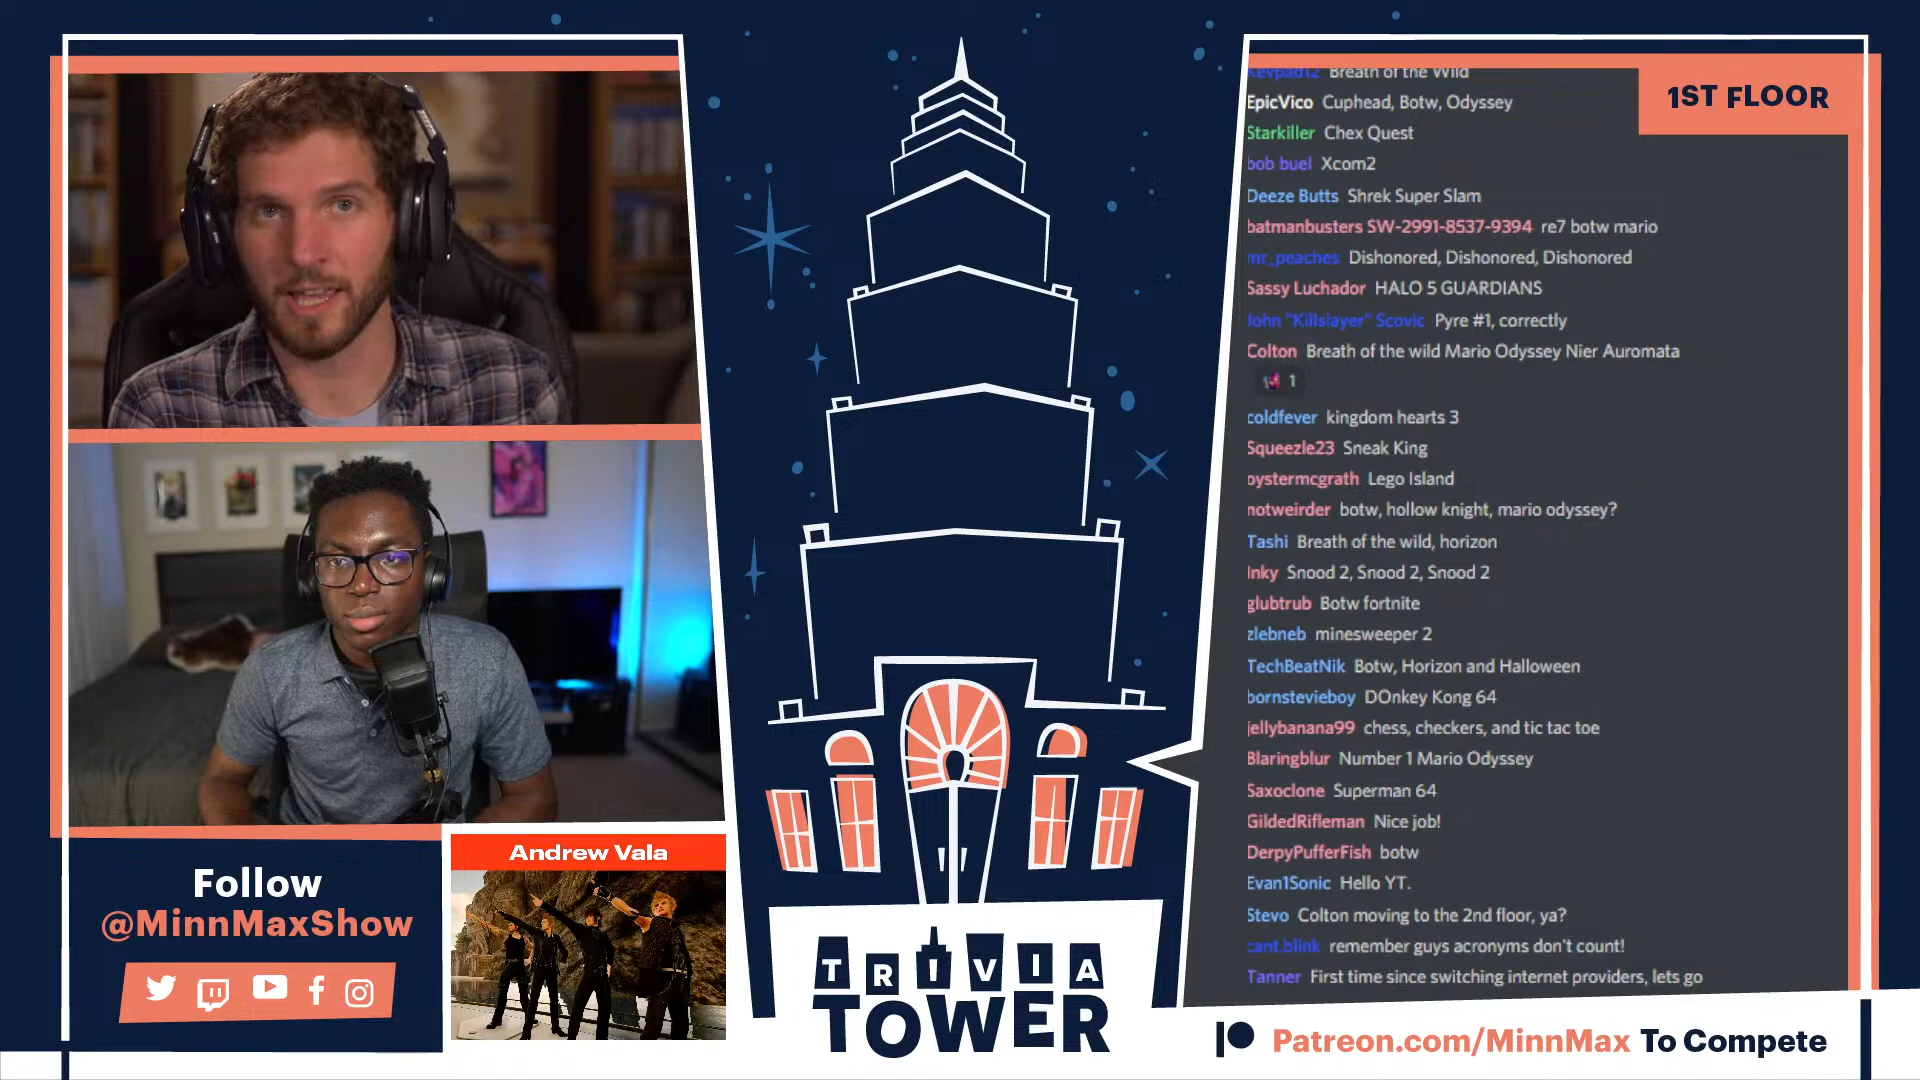 Keypad12 Breath of the Wild
1ST FLOOR
EpicVico Cuphead, Botw, Odyssey
Starkiller Chex Quest
bob buel Xcom2
Deeze Butts Shrek Super Slam
batmanbusters SW-2991-8537-9394 re7 botw mario
mr_peaches Dishonored, Dishonored, Dishonored
Sassy Luchador HALO 5 GUARDIANS
John "Killslayer" Scovic Pyre #1, correctly
Colton Breath of the wild Mario Odyssey Nier Auromata
1
coldfever kingdom hearts 3
Squeezle23 Sneak King
oystermcgrath Lego Island
notweirder botw, hollow knight, mario odyssey?
Tashi Breath of the wild, horizon
Inky Snood 2, Snood 2, Snood 2
glubtrub Botw fortnite
zlebneb minesweeper 2
TechBeatNik Botw, Horizon and Halloween
bornstevieboy DOnkey Kong 64
jellybanana99 chess, checkers, and tic tac toe
Blaringblur Number 1 Mario Odyssey
Saxoclone Superman 64
GildedRifleman Nice job!
DerpyPufferFish botw
Evan1Sonic Hello YT.
Stevo Colton moving to the 2nd floor, ya?
cant.blink remember guys acronyms don't count!
Tanner First time since switching internet providers, lets go
Follow
@MinnMaxShow
Andrew Vala
TRIVIA
TOWER
Patreon.com/MinnMax To Compete